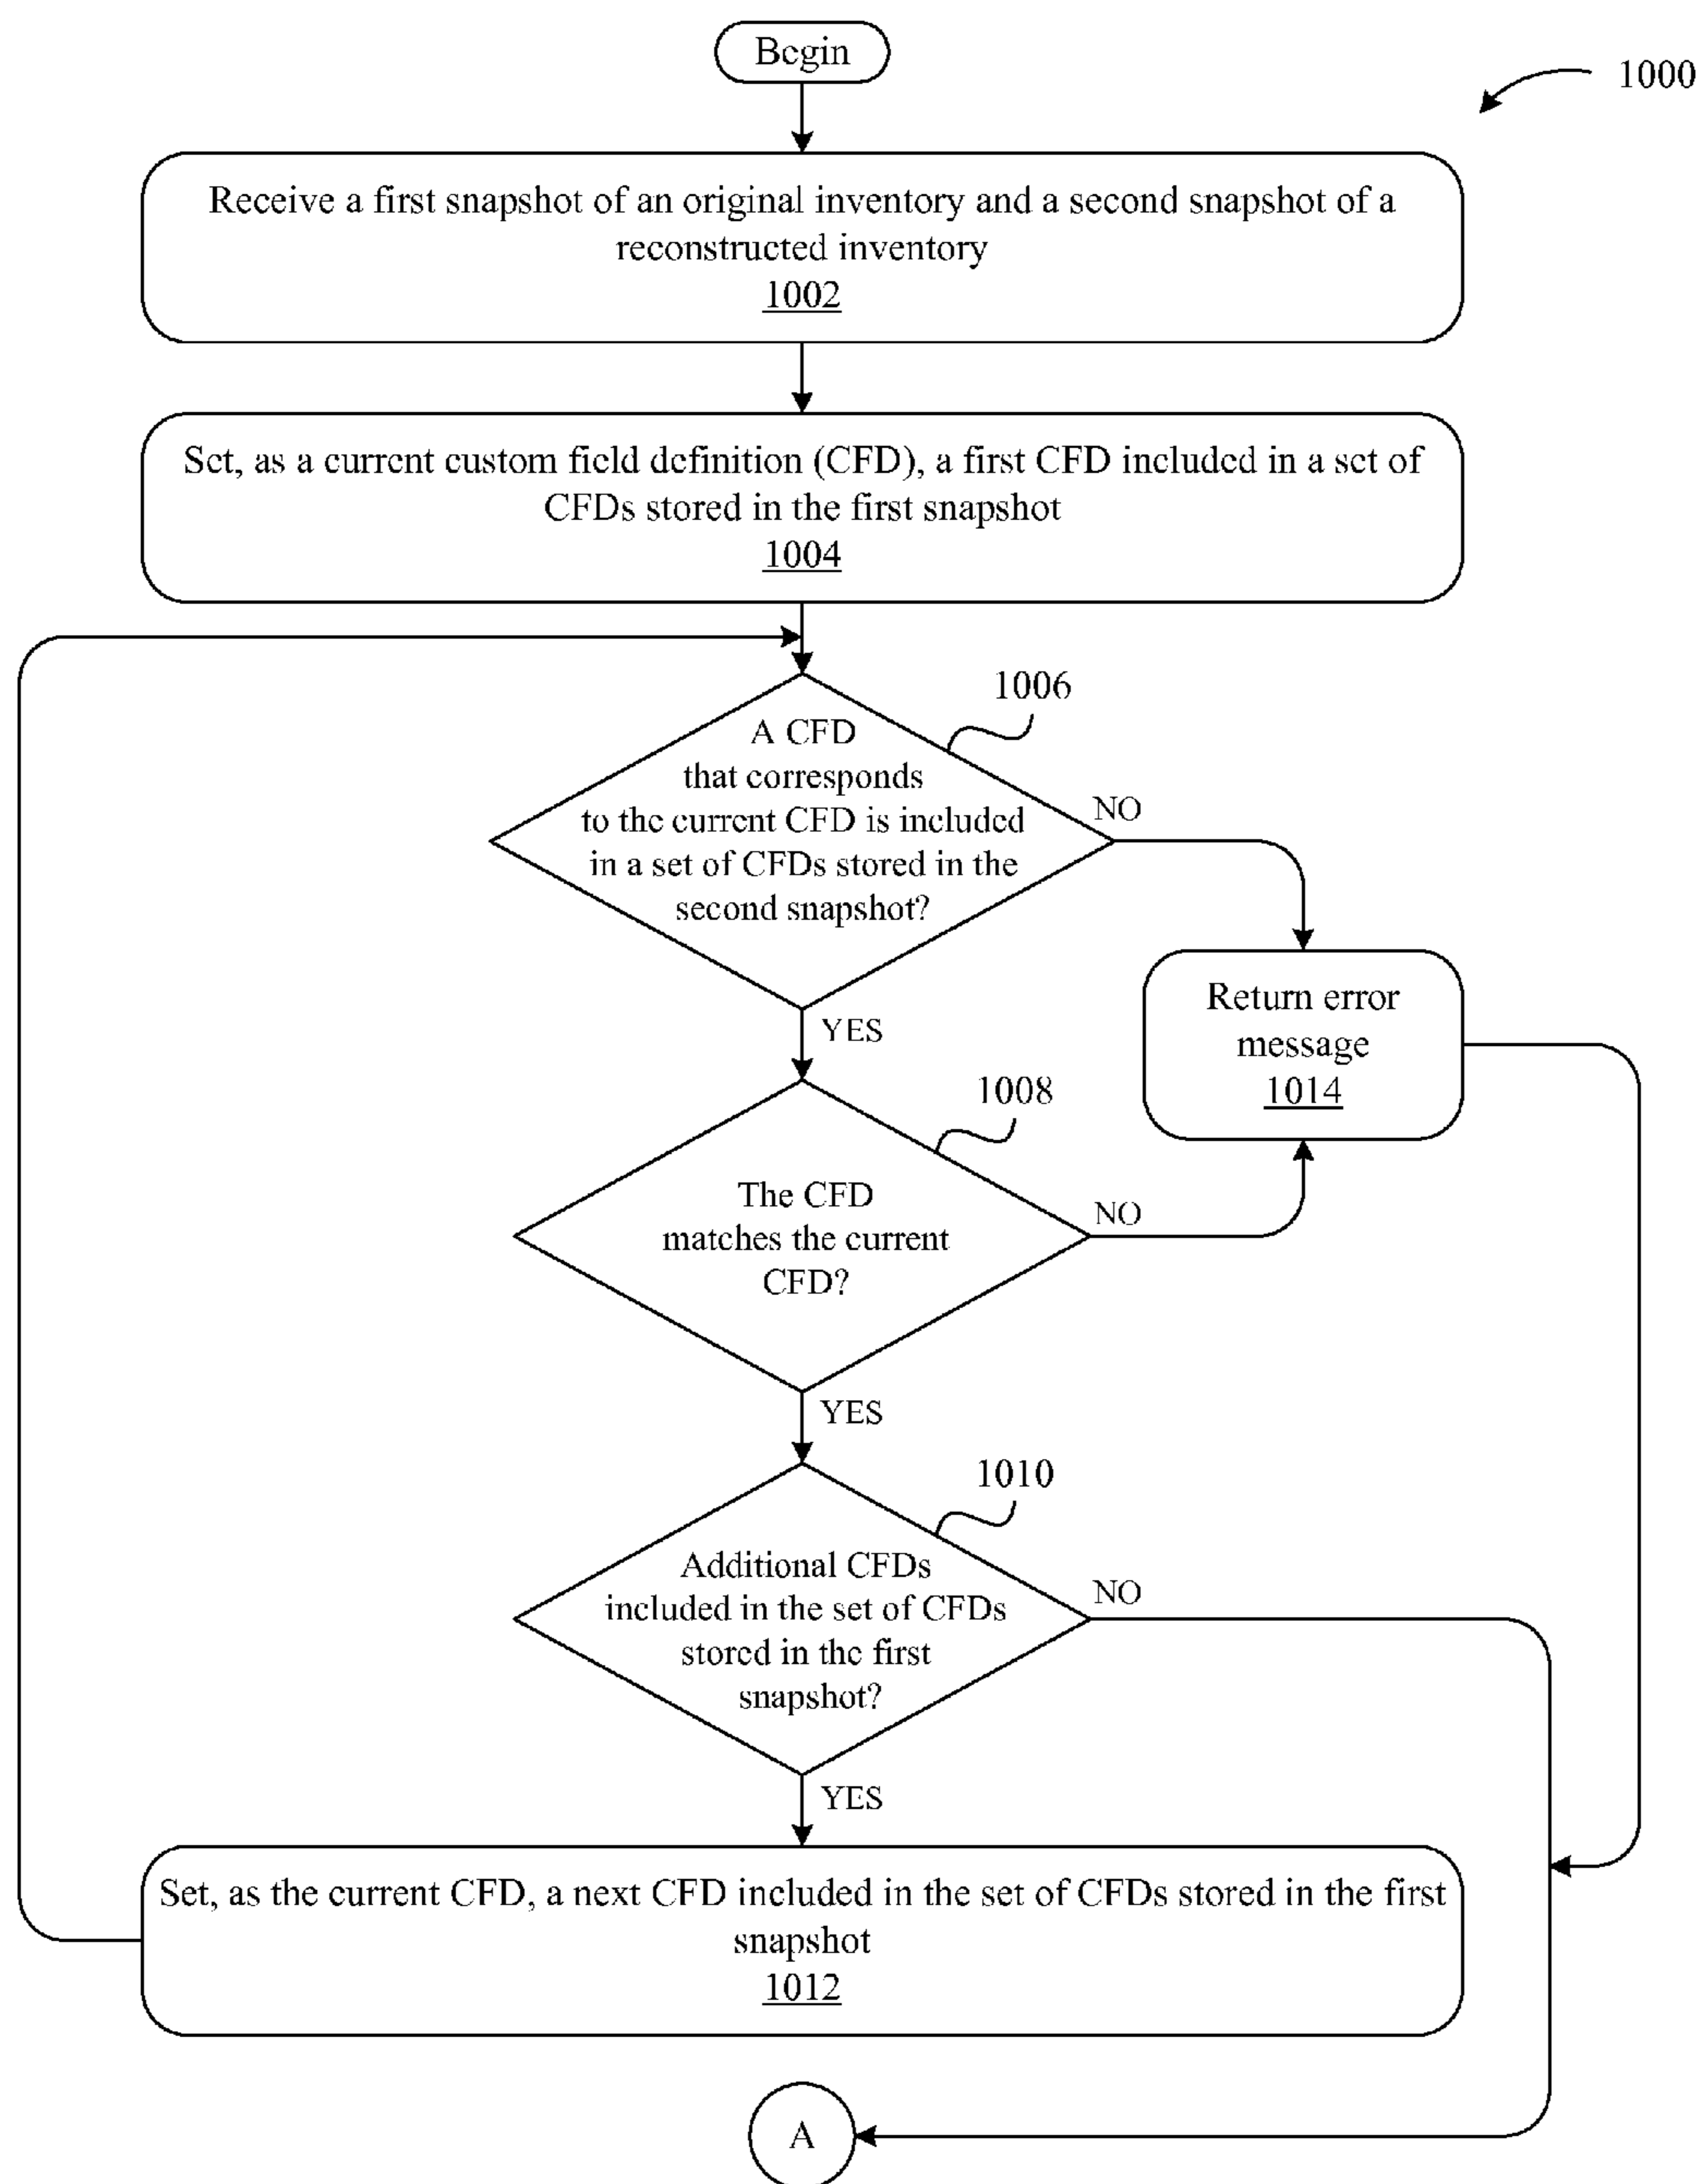 Begin
1000
Receive a first snapshot of an original inventory and a second snapshot of a
reconstructed inventory
1002
Set, as a current custom field definition (CFD), a first CFD included in a set of
CFDs stored in the first snapshot
1004
1006
A CFD
that corresponds
to the current CFD is included
in a set of CFDs stored in the
second snapshot?
NO
YES
Return error
message
1014
1008
The CFD
matches the current
CFD?
NO
YES
1010
Additional CFDs
included in the set of CFDs
stored in the first
snapshot?
NO
YES
Set, as the current CFD, a next CFD included in the set of CFDs stored in the first
snapshot
1012
A